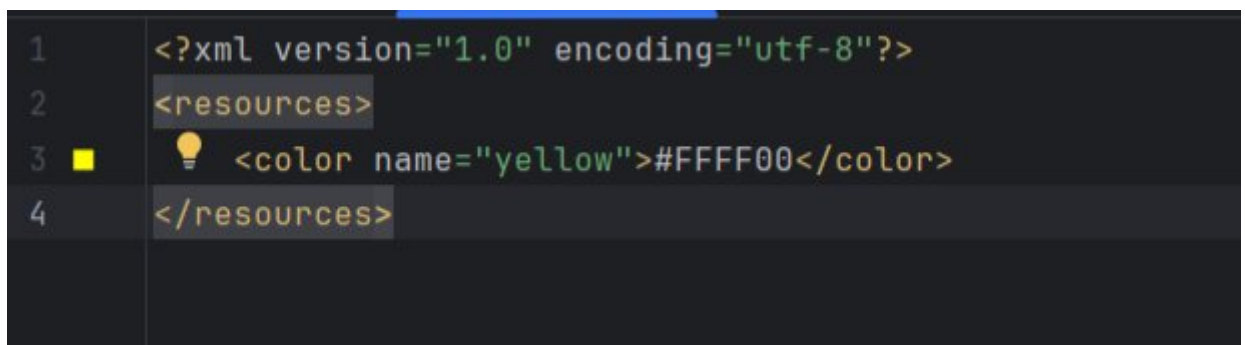 1 <?xml version="1.0" encoding="utf-8"?>
2 <resources>
3 <color name="yellow">#FFFF00</color>
4 </resources>